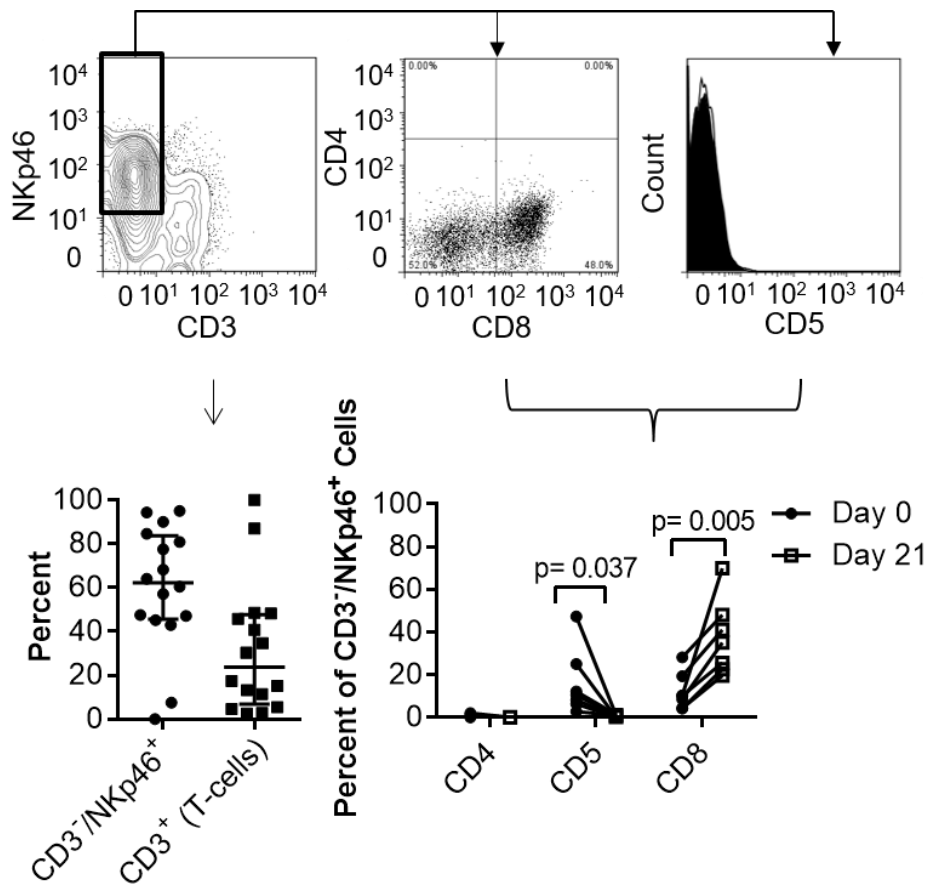 NKp46
10⁴
10³
10²
10¹
0
0 10¹ 10² 10³ 10⁴
CD3
CD4
10⁴
10³
10²
10¹
0
0.00%
0.00%
52.0%
48.0%
0 10¹ 10² 10³ 10⁴
CD8
Count
0 10¹ 10² 10³ 10⁴
CD5
Percent
100
80
60
40
20
0
CD3⁻/NKp46⁺
CD3⁺ (T-cells)
Percent of CD3⁻/NKp46⁺ Cells
100
80
60
40
20
0
p= 0.037
p= 0.005
CD4
CD5
CD8
Day 0
Day 21